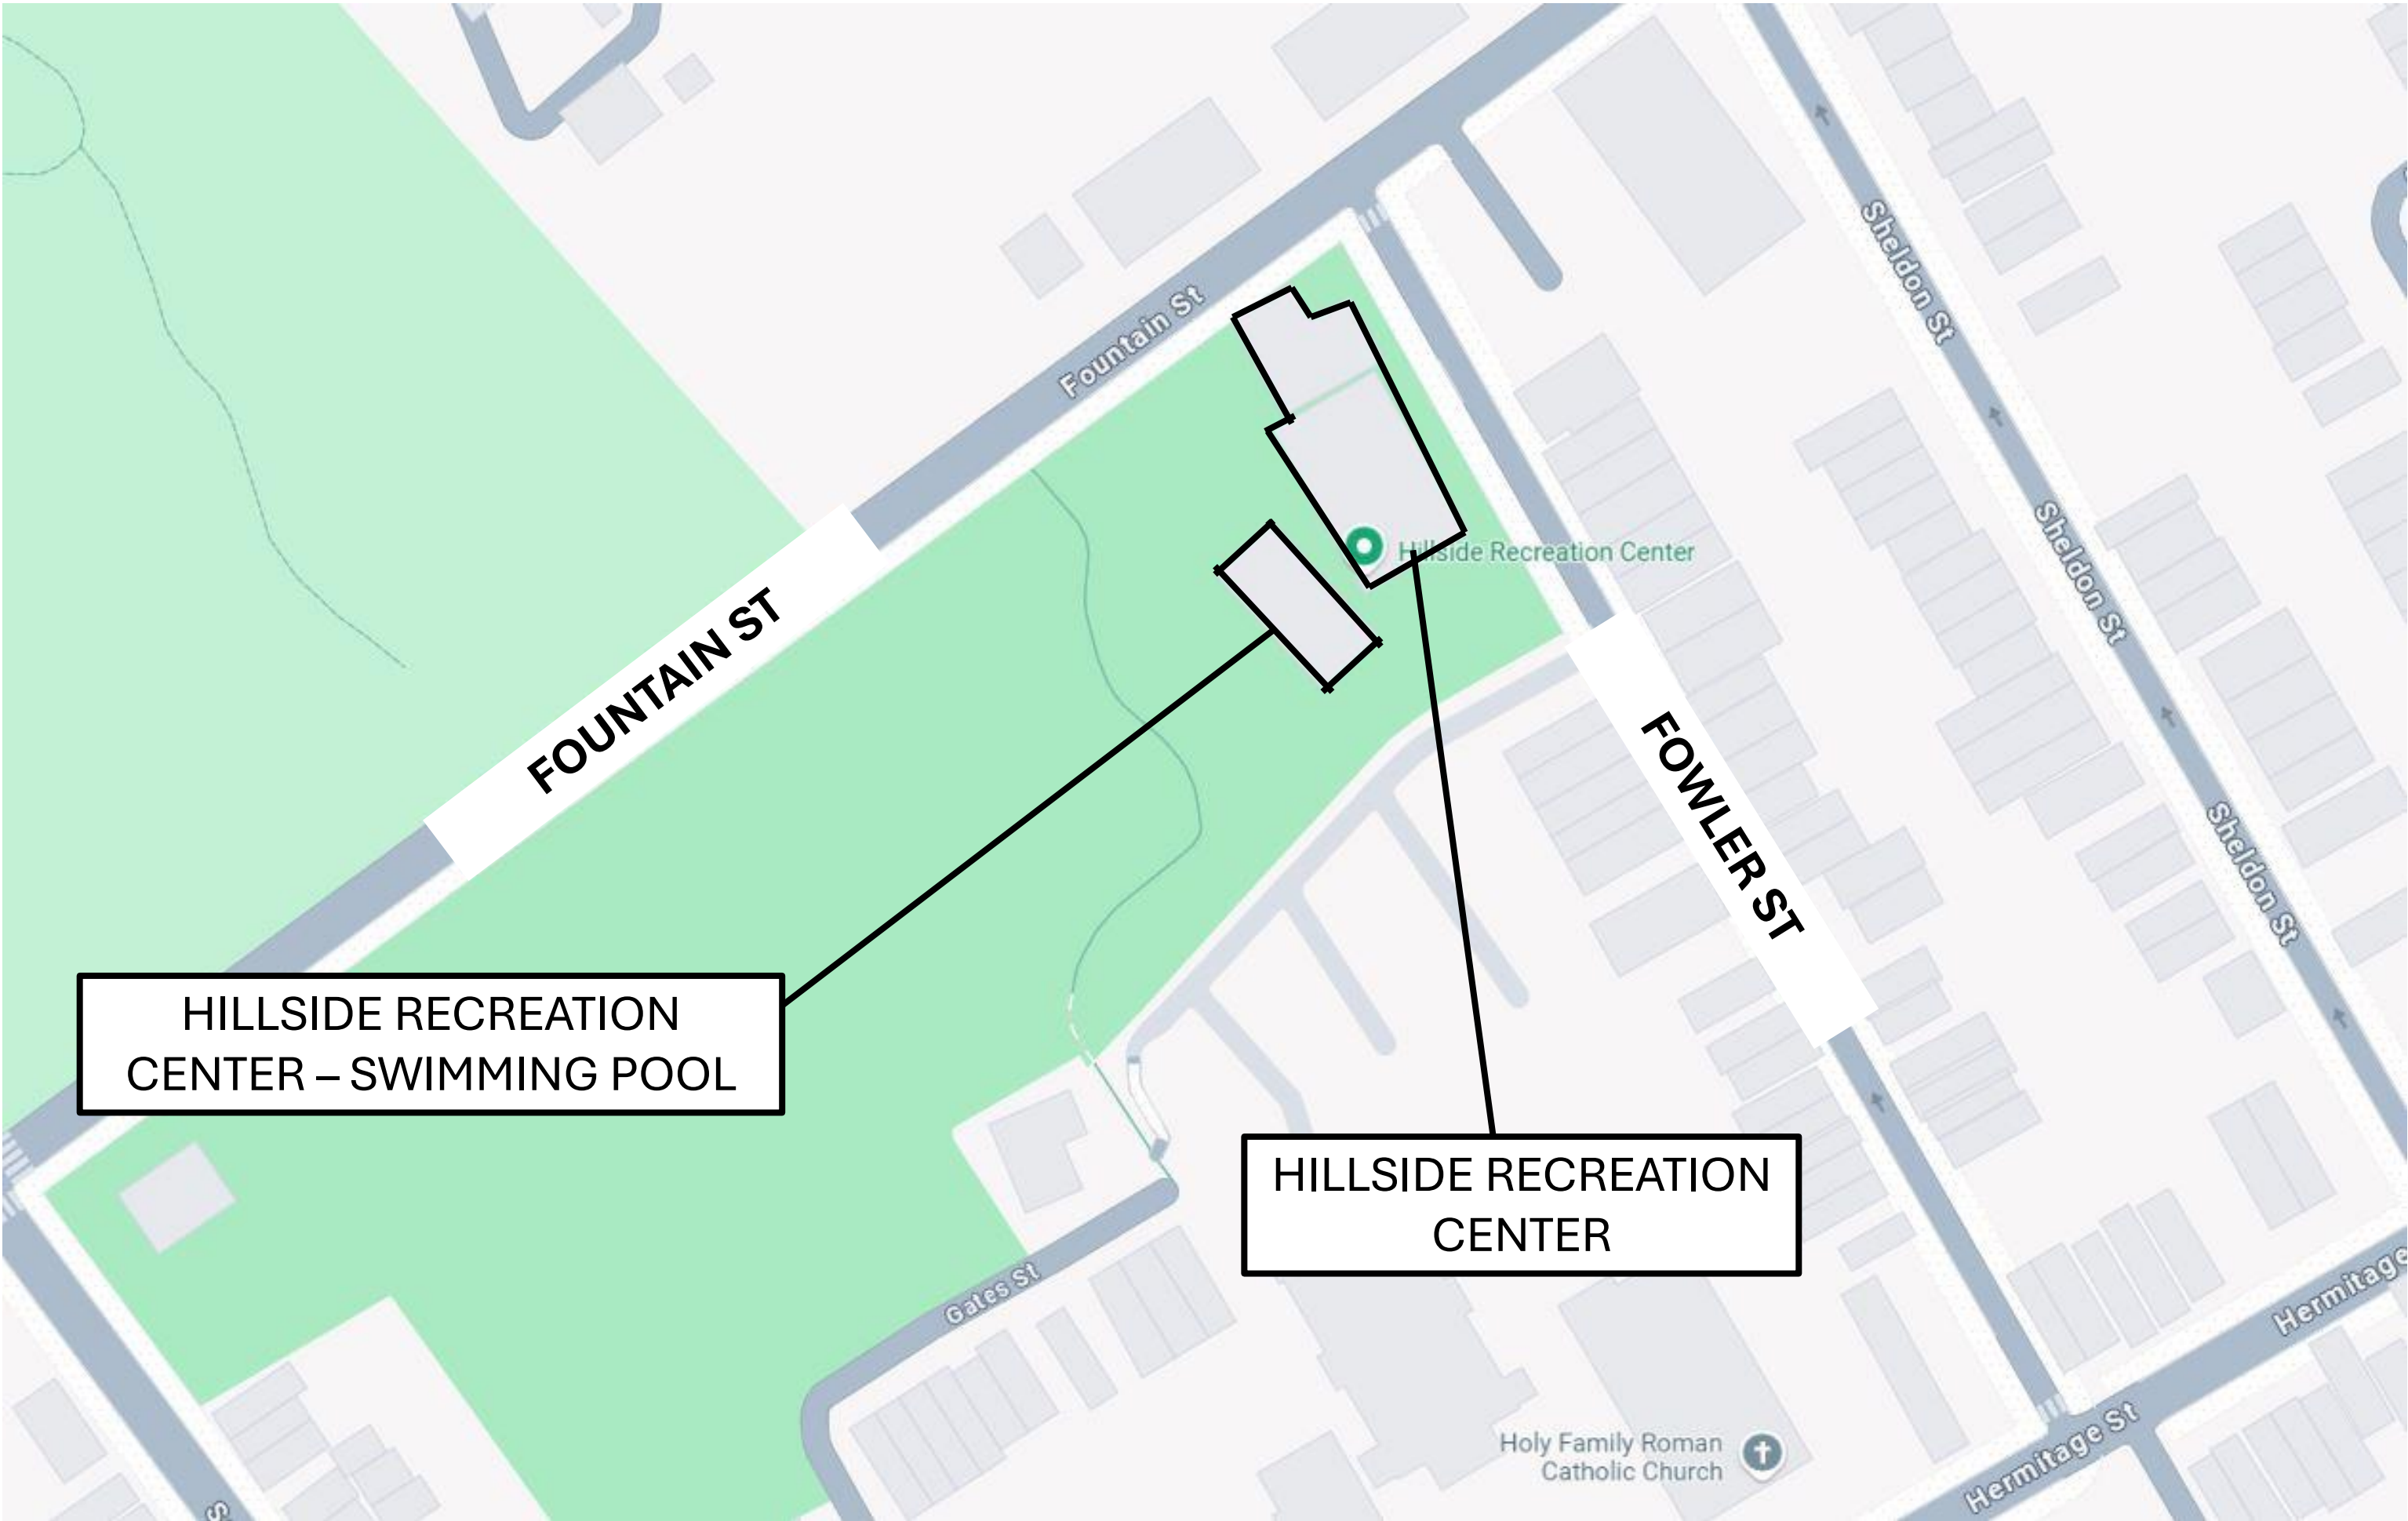 Sheldon St
Fountain St
Hillside Recreation Center
Sheldon St
FOUNTAIN ST
FOWLER ST
Sheldon St
HILLSIDE RECREATION
CENTER – SWIMMING POOL
HILLSIDE RECREATION
CENTER
Gates St
Hermitage
Holy Family Roman
Catholic Church
Hermitage St
S